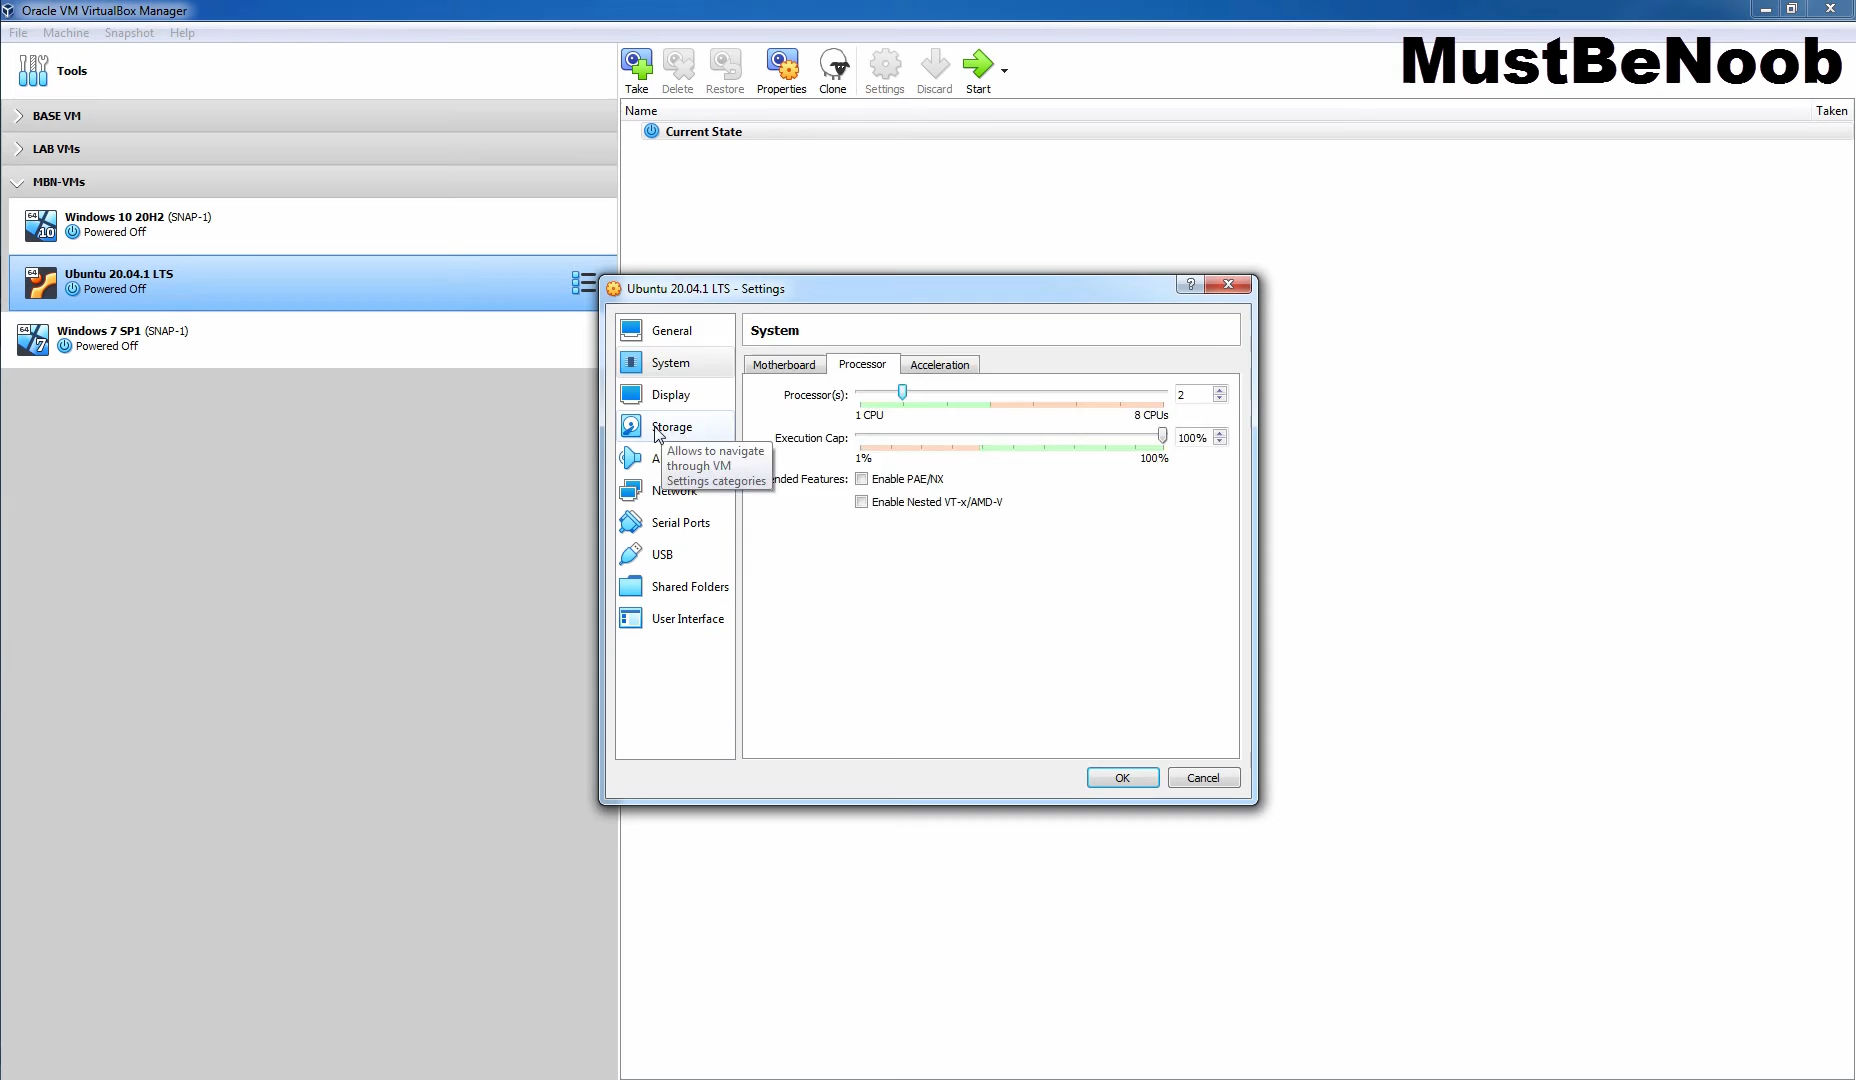 Oracle VM VirtualBox Manager
File Machine Snapshot Help
MustBeNoob
Tools
Take Delete Restore Properties Clone Settings Discard Start
Name Taken
Current State
BASE VM
LAB VMs
MBN-VMs
64
10
Windows 10 20H2 (SNAP-1)
Powered Off
64
Ubuntu 20.04.1 LTS
Powered Off
64
7
Windows 7 SP1 (SNAP-1)
Powered Off
Ubuntu 20.04.1 LTS - Settings
?
General
System
Display
Storage
A
Network
Serial Ports
USB
Shared Folders
User Interface
Allows to navigate
through VM
Settings categories
System
Motherboard Processor Acceleration
Processor(s): 2
1 CPU 8 CPUs
Execution Cap: 100%
1% 100%
nded Features: Enable PAE/NX
Enable Nested VT-x/AMD-V
OK Cancel